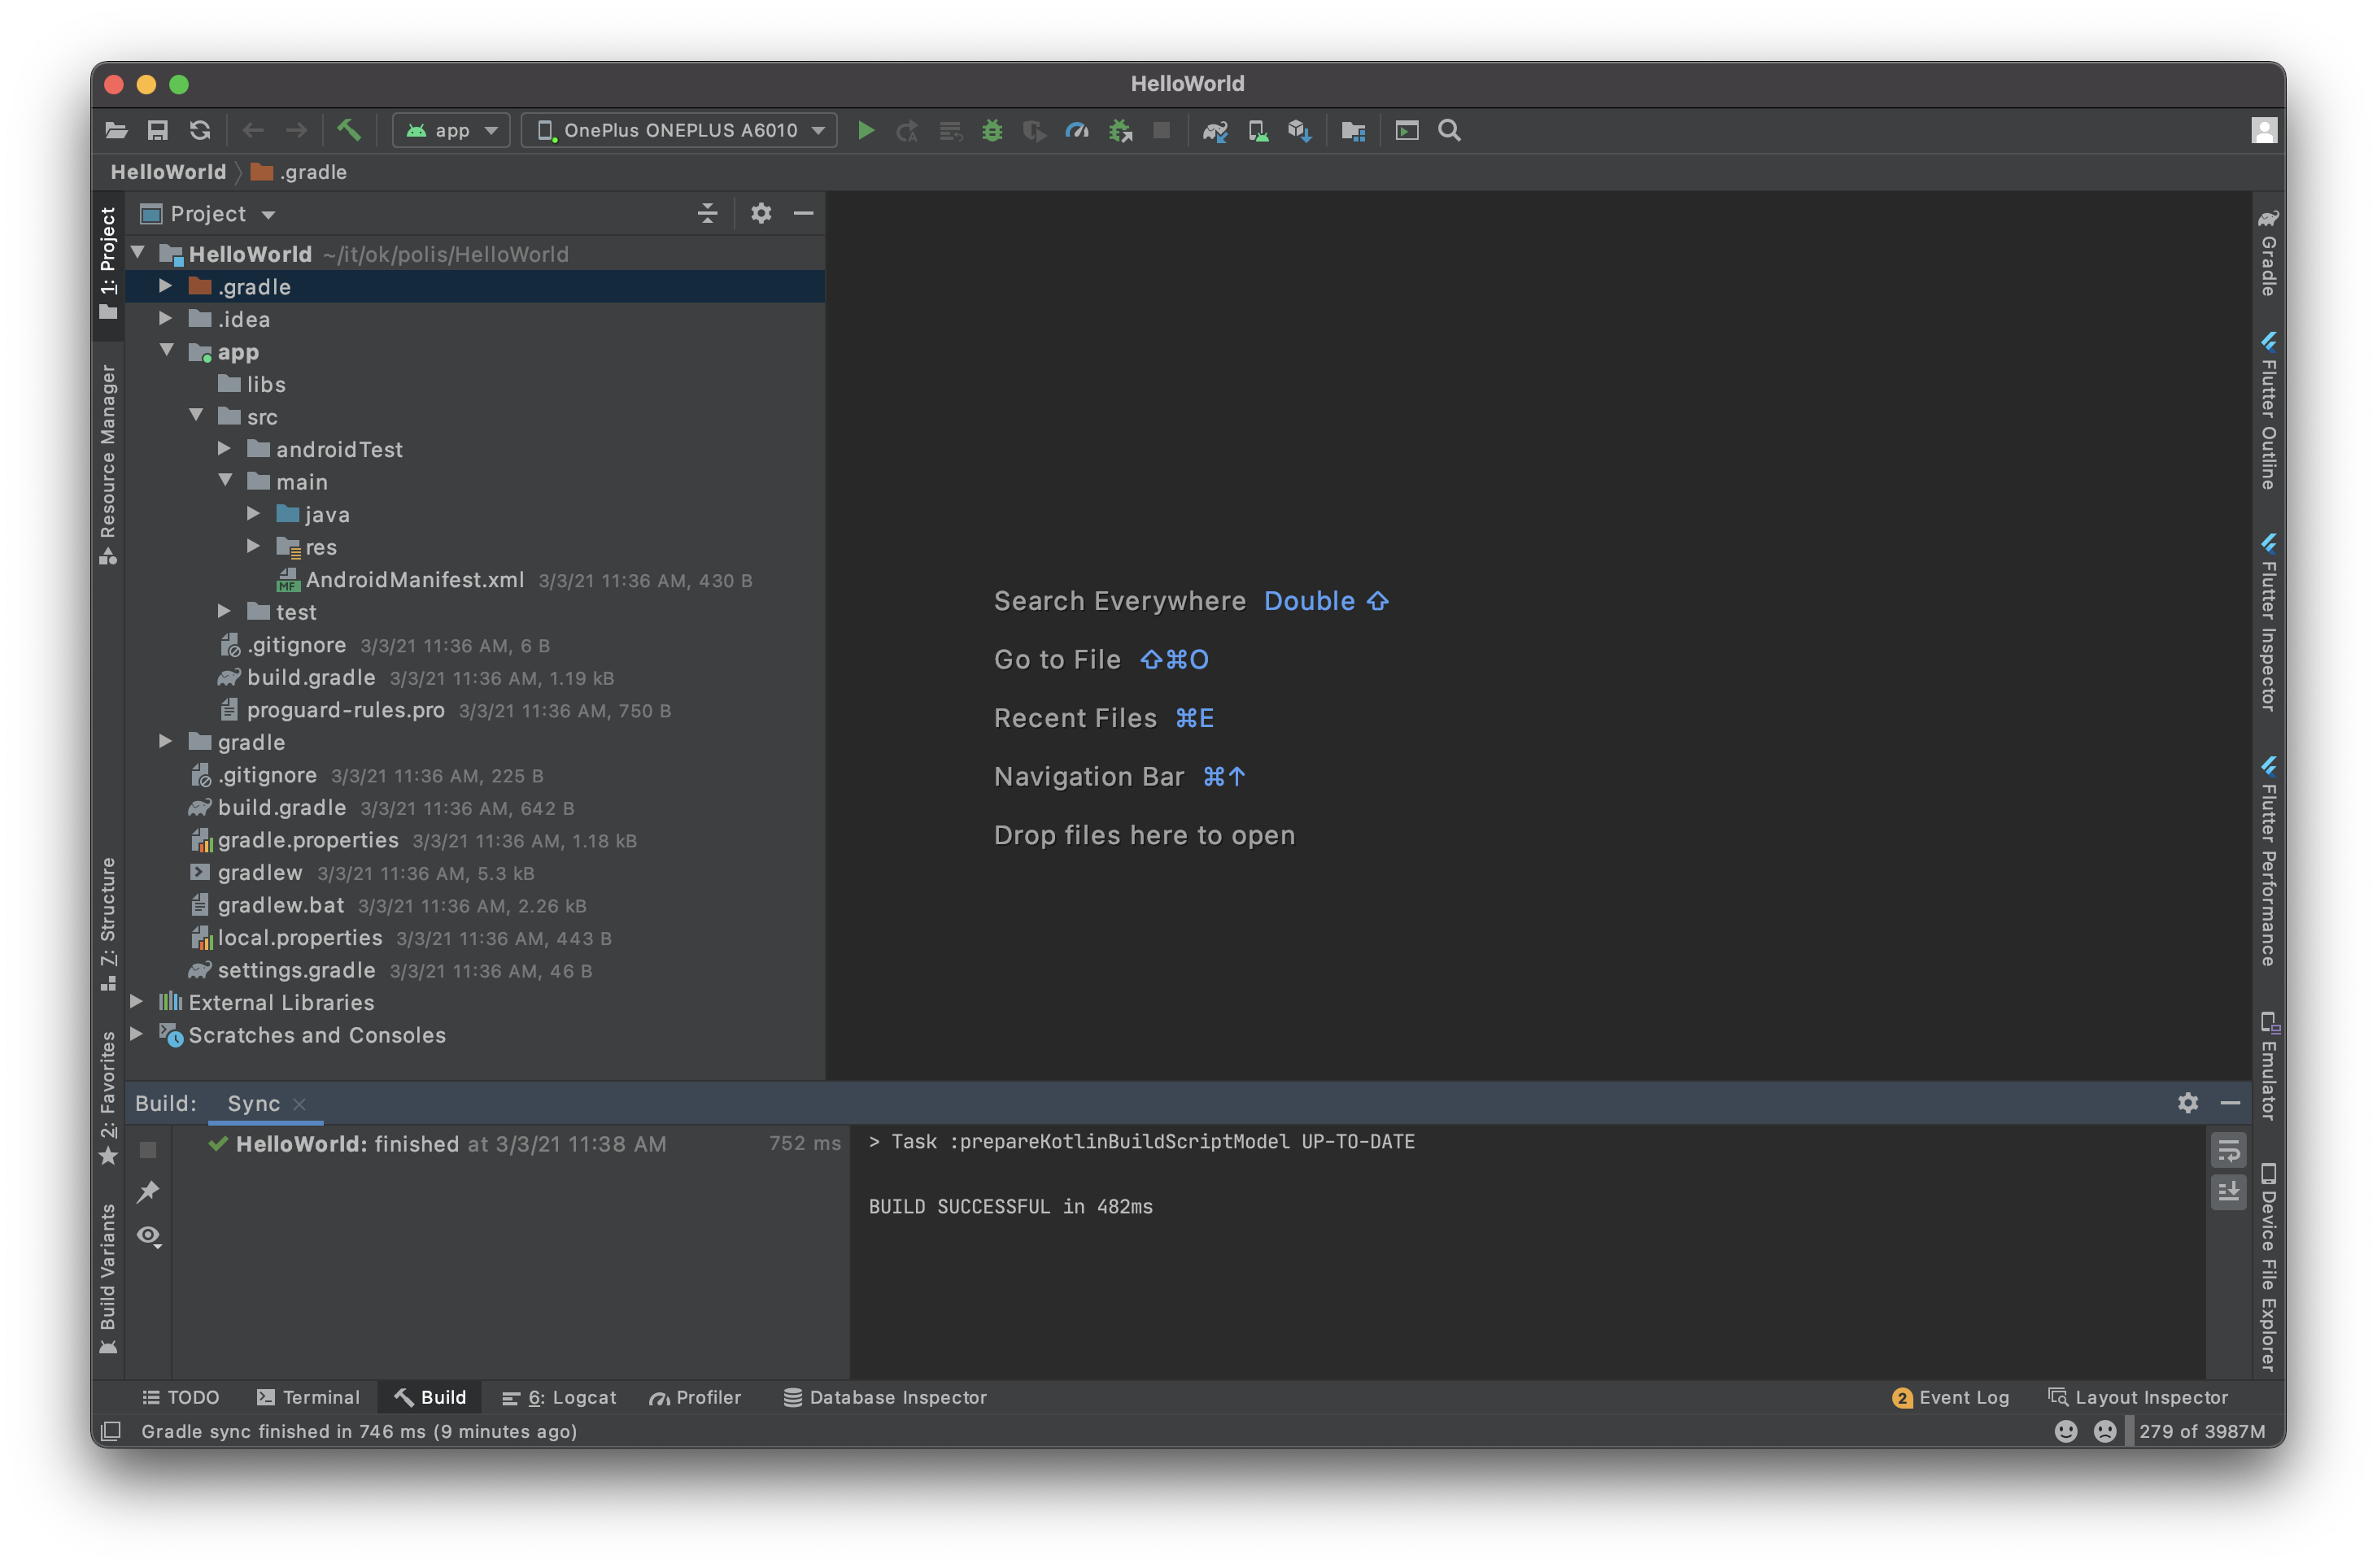 HelloWorld
app
OnePlus ONEPLUS A6010
HelloWorld
.gradle
1: Project
Resource Manager
7: Structure
2: Favorites
Build Variants
Project
HelloWorld ~/it/ok/polis/HelloWorld
.gradle
.idea
app
libs
src
androidTest
main
java
res
AndroidManifest.xml 3/3/21 11:36 AM, 430 B
test
.gitignore 3/3/21 11:36 AM, 6 B
build.gradle 3/3/21 11:36 AM, 1.19 kB
proguard-rules.pro 3/3/21 11:36 AM, 750 B
gradle
.gitignore 3/3/21 11:36 AM, 225 B
build.gradle 3/3/21 11:36 AM, 642 B
gradle.properties 3/3/21 11:36 AM, 1.18 kB
gradlew 3/3/21 11:36 AM, 5.3 kB
gradlew.bat 3/3/21 11:36 AM, 2.26 kB
local.properties 3/3/21 11:36 AM, 443 B
settings.gradle 3/3/21 11:36 AM, 46 B
External Libraries
Scratches and Consoles
Search Everywhere Double ⇧
Go to File ⇧⌘O
Recent Files ⌘E
Navigation Bar ⌘↑
Drop files here to open
Gradle
Flutter Outline
Flutter Inspector
Flutter Performance
Emulator
Device File Explorer
Build: Sync
HelloWorld: finished at 3/3/21 11:38 AM 752 ms
> Task :prepareKotlinBuildScriptModel UP-TO-DATE
BUILD SUCCESSFUL in 482ms
TODO Terminal Build 6: Logcat Profiler Database Inspector 2 Event Log Layout Inspector
Gradle sync finished in 746 ms (9 minutes ago) 279 of 3987M